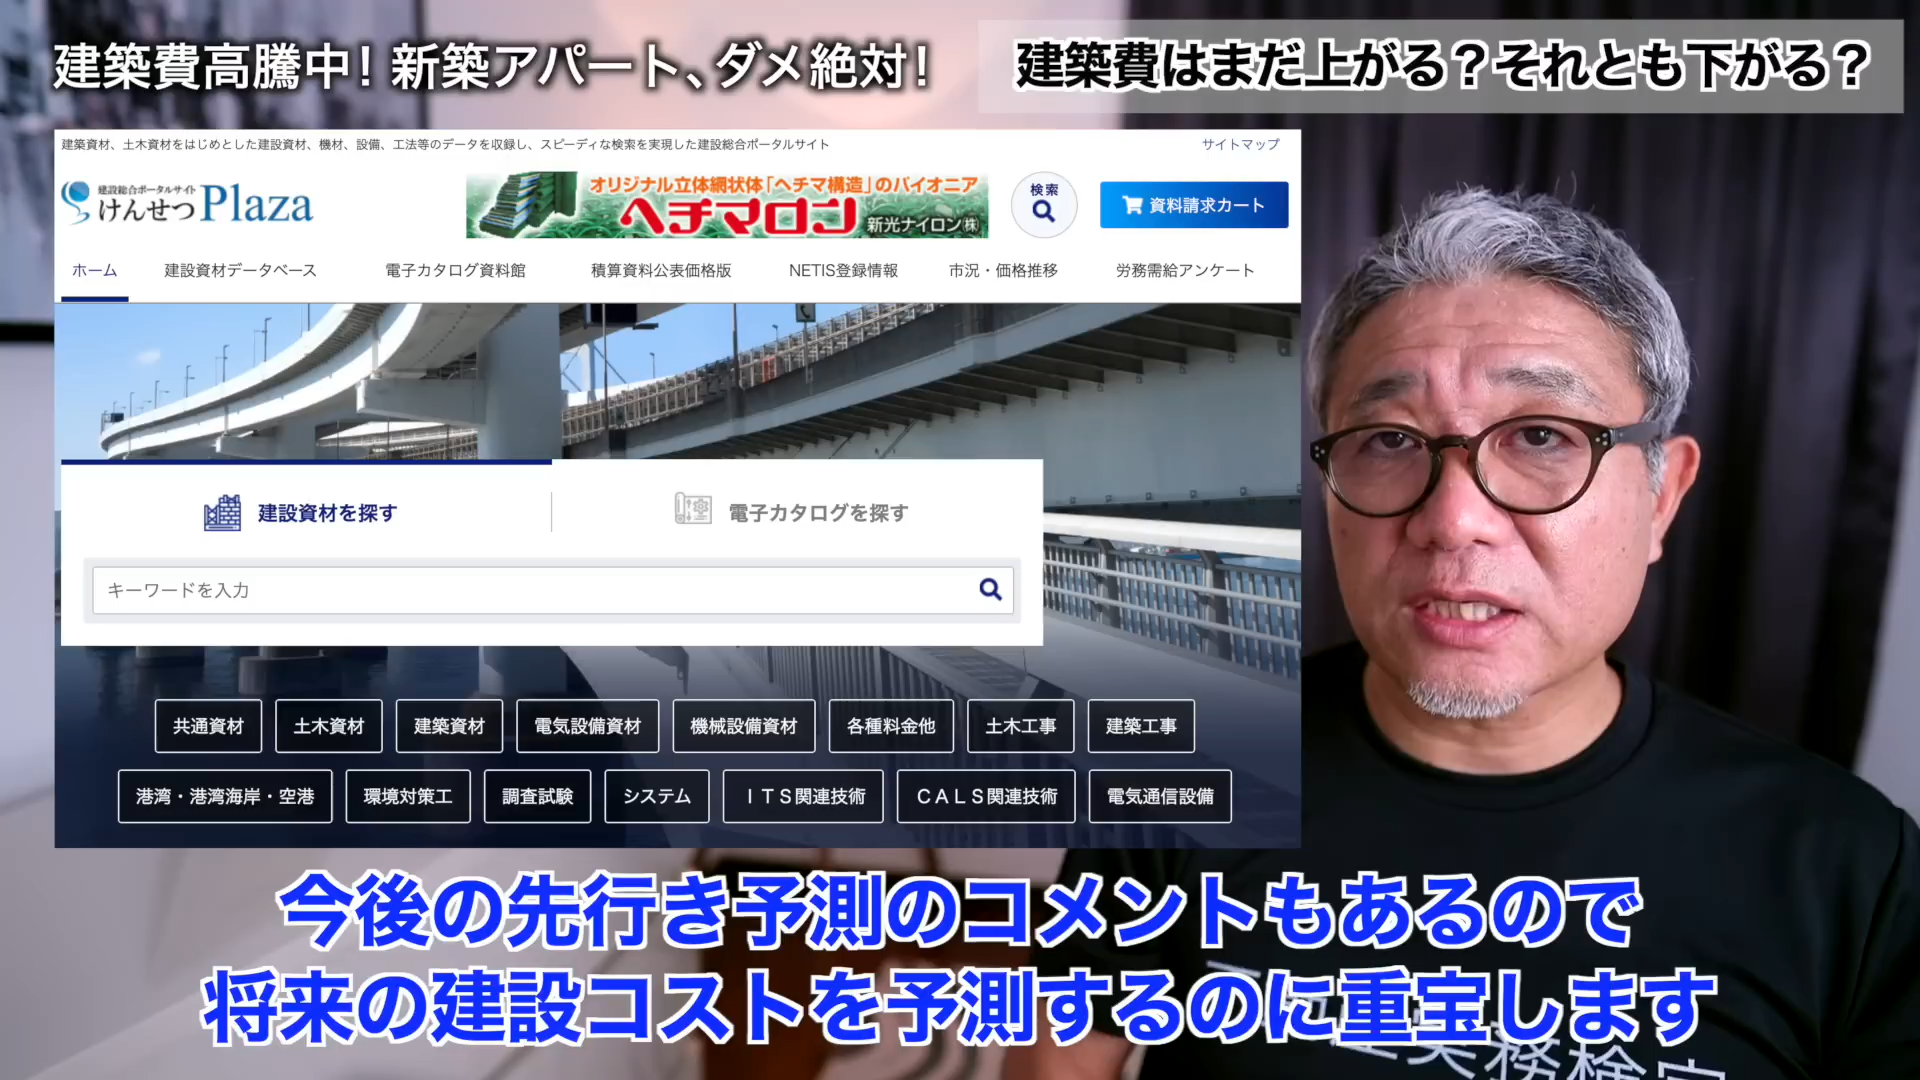 建築費高騰中！新築アパート、ダメ絶対！
建築費はまだ上がる？それとも下がる？
建築資材、土木資材をはじめとした建設資材、機材、設備、工法等のデータを収録し、スピーディな検索を実現した建設総合ポータルサイト
サイトマップ
建設総合ポータルサイト
けんせつPlaza
オリジナル立体網状体「ヘチマ構造」のパイオニア
ヘチマロン
新光ナイロン㈱
検索
資料請求カート
ホーム
建設資材データベース
電子カタログ資料館
積算資料公表価格版
NETIS登録情報
市況・価格推移
労務需給アンケート
建設資材を探す
電子カタログを探す
キーワードを入力
共通資材
土木資材
建築資材
電気設備資材
機械設備資材
各種料金他
土木工事
建築工事
港湾・港湾海岸・空港
環境対策工
調査試験
システム
ＩＴＳ関連技術
ＣＡＬＳ関連技術
電気通信設備
今後の先行き予測のコメントもあるので
将来の建設コストを予測するのに重宝します
実務検定